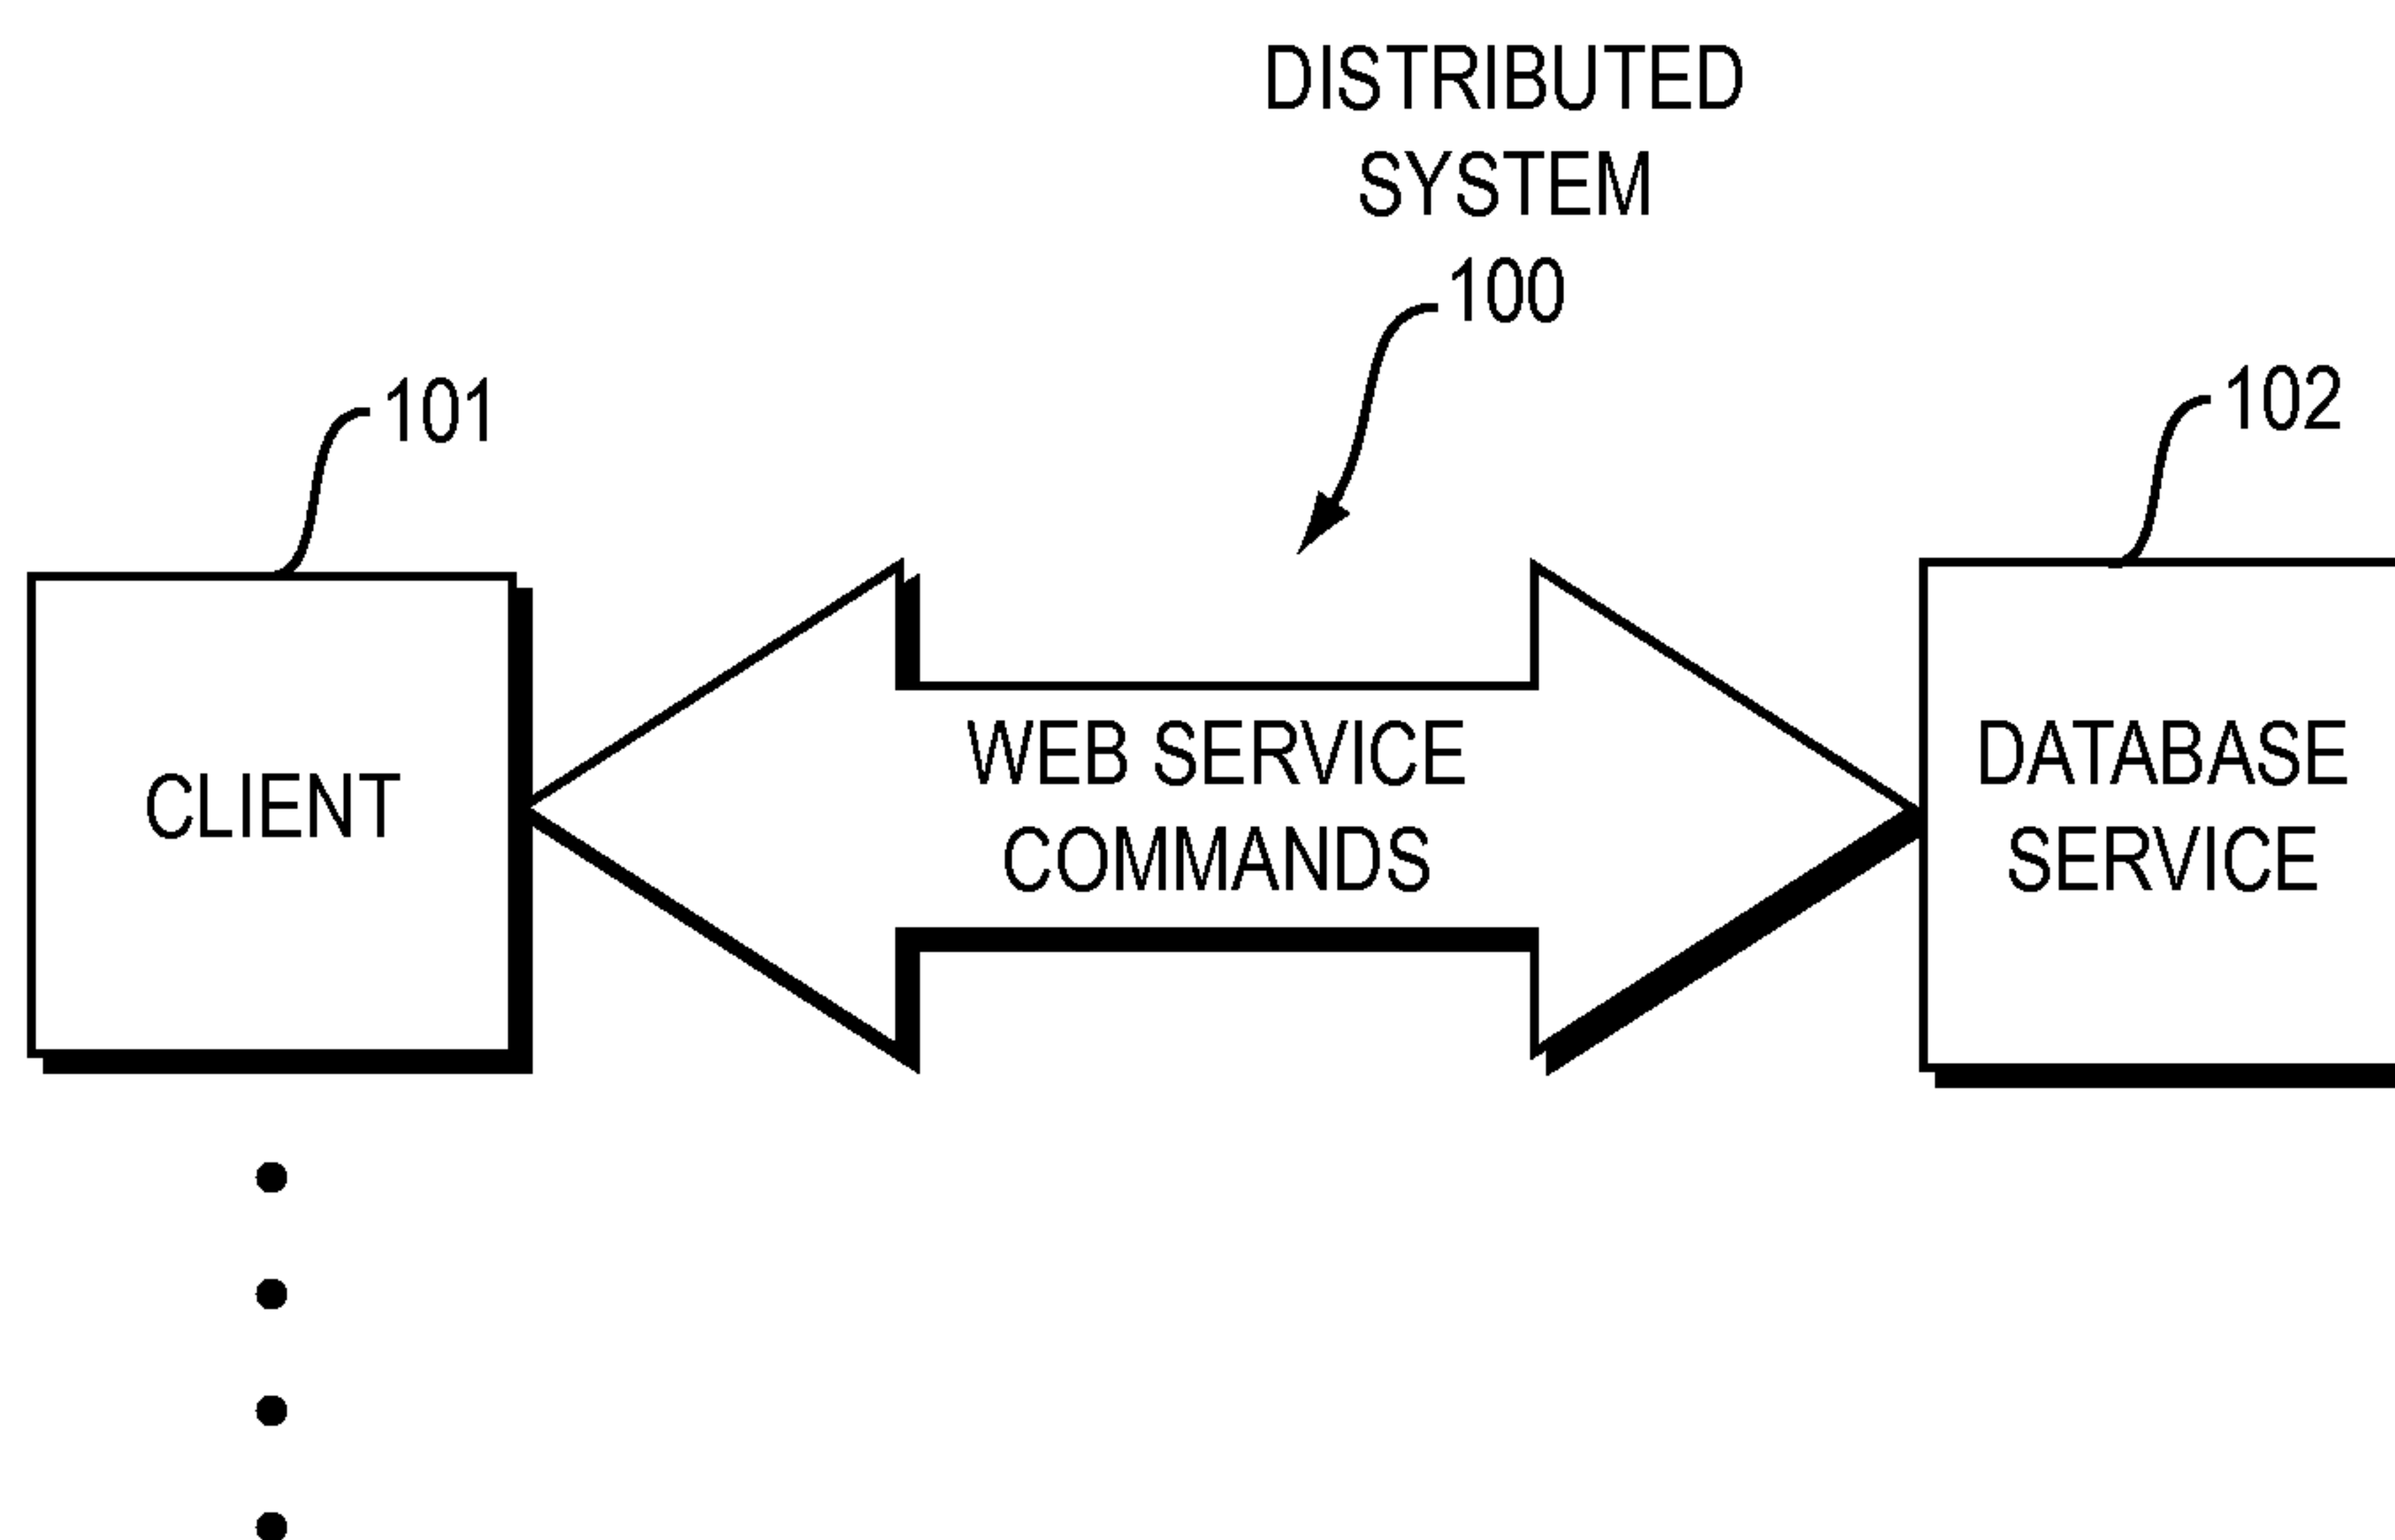 DISTRIBUTED
SYSTEM
100
101
102
CLIENT
WEB SERVICE
COMMANDS
DATABASE
SERVICE